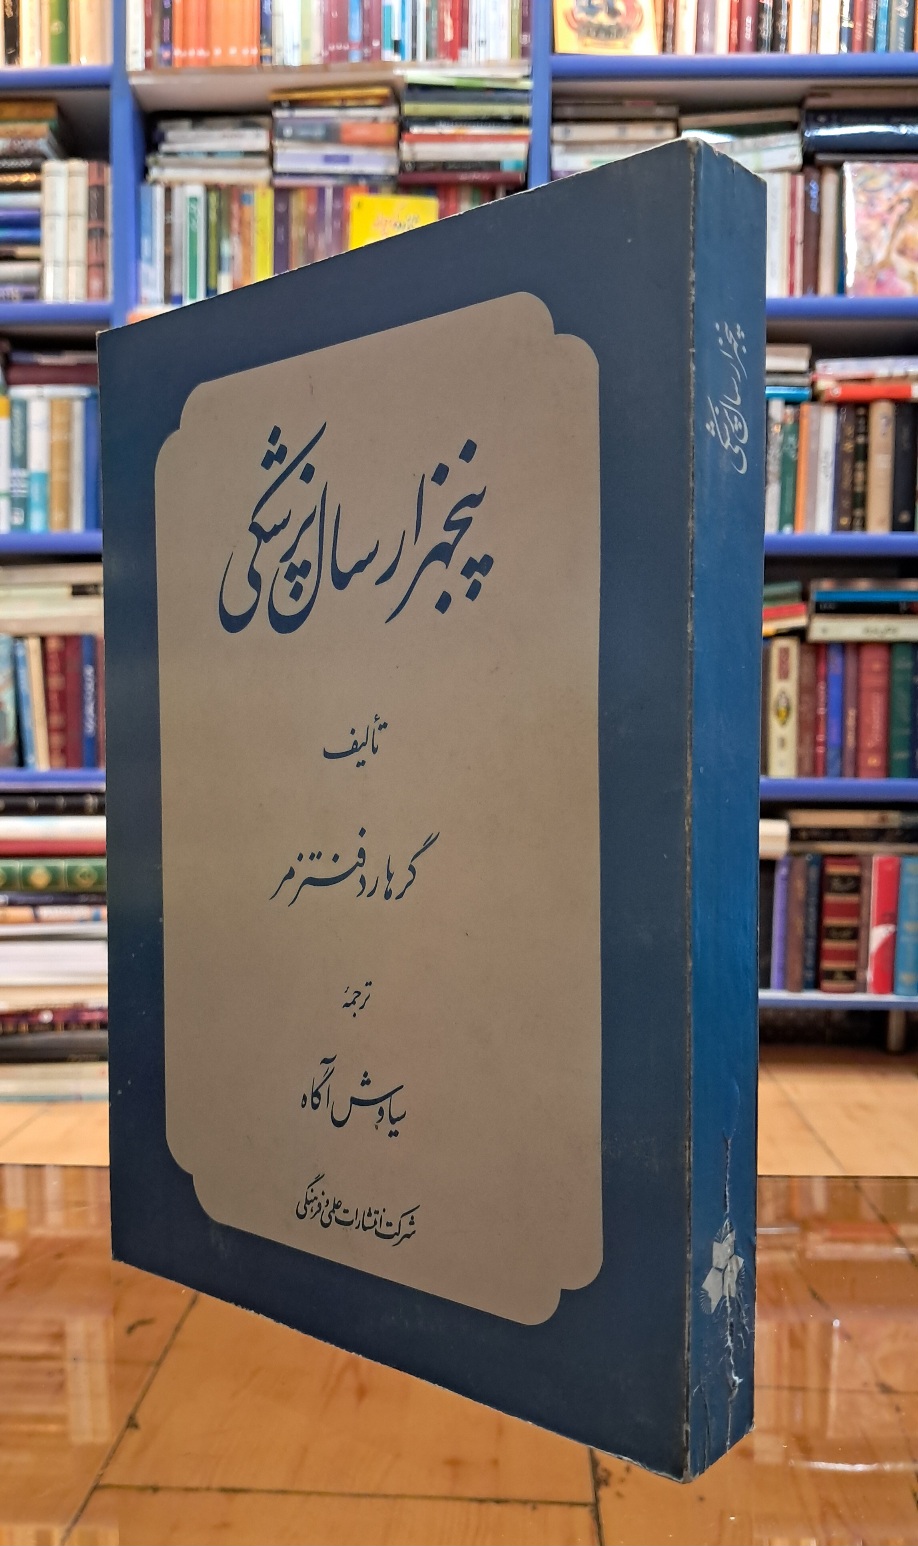 پنجهزار سال پزشکی
تألیف
گرهارد فنتزمر
ترجمهٔ
سیاوش آگاه
شرکت انتشارات علمی و فرهنگی
پنجهزار سال پزشکی